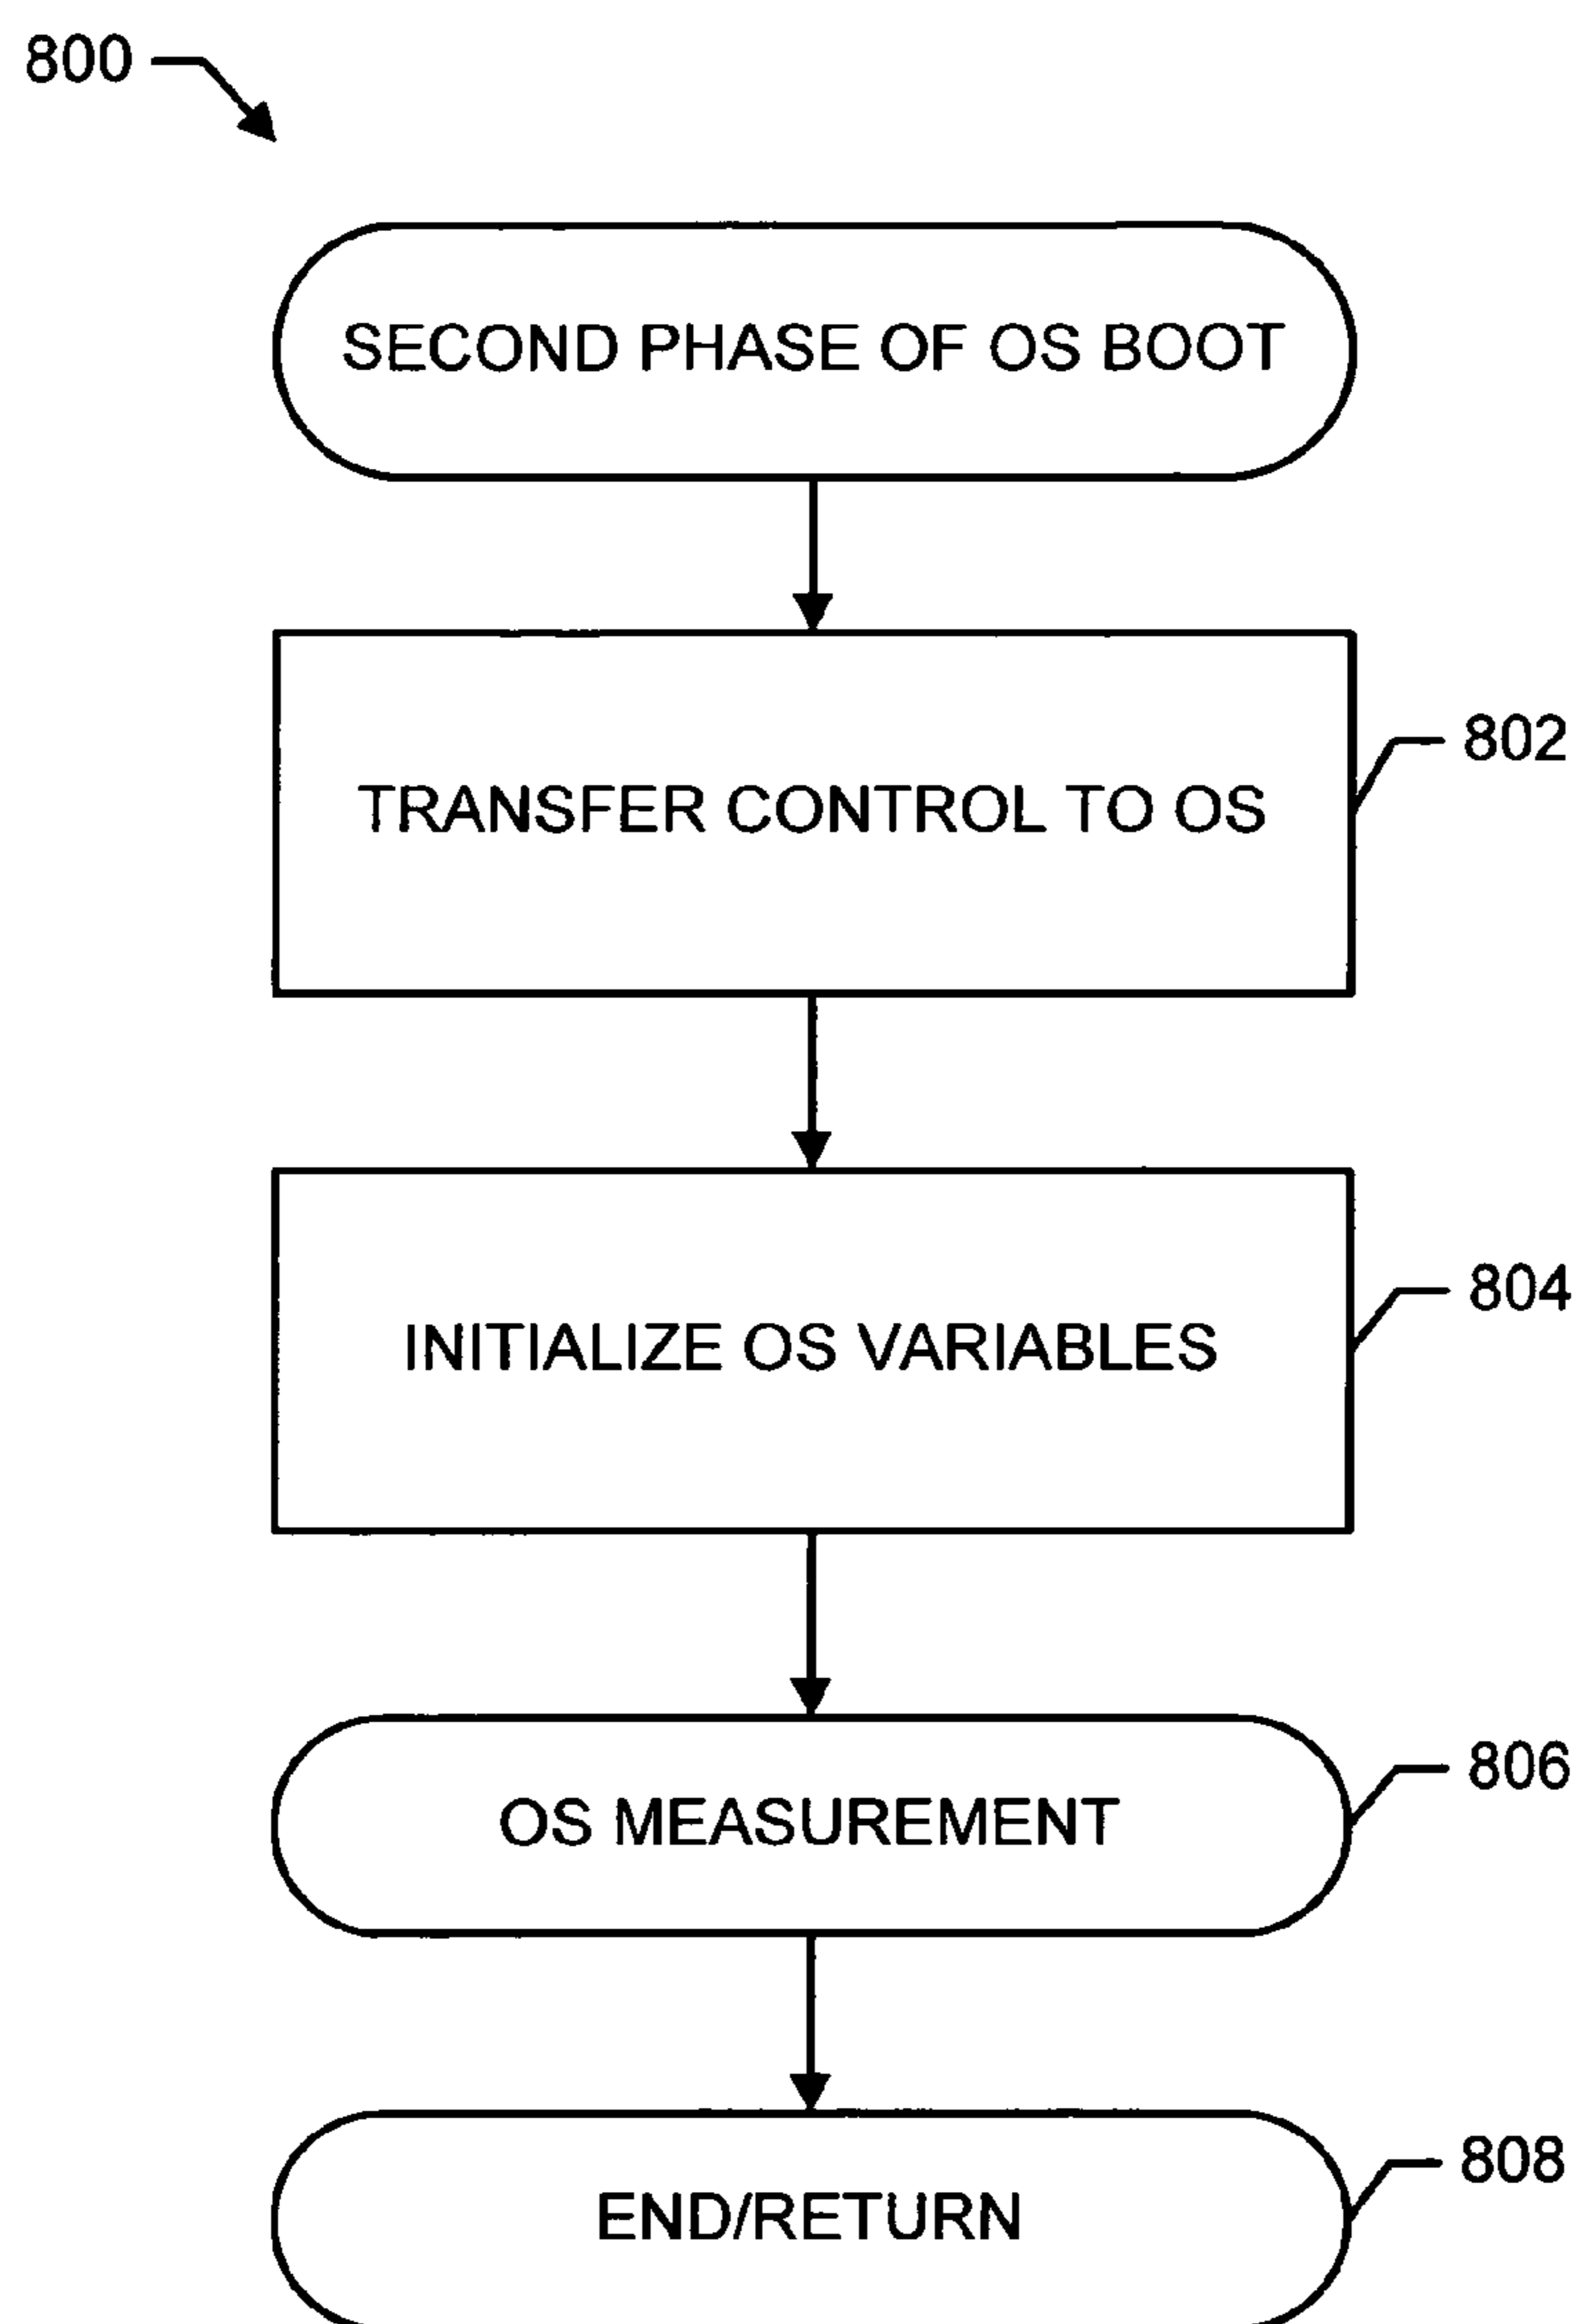 800
SECOND PHASE OF OS BOOT
TRANSFER CONTROL TO OS
802
INITIALIZE OS VARIABLES
804
OS MEASUREMENT
806
END/RETURN
808